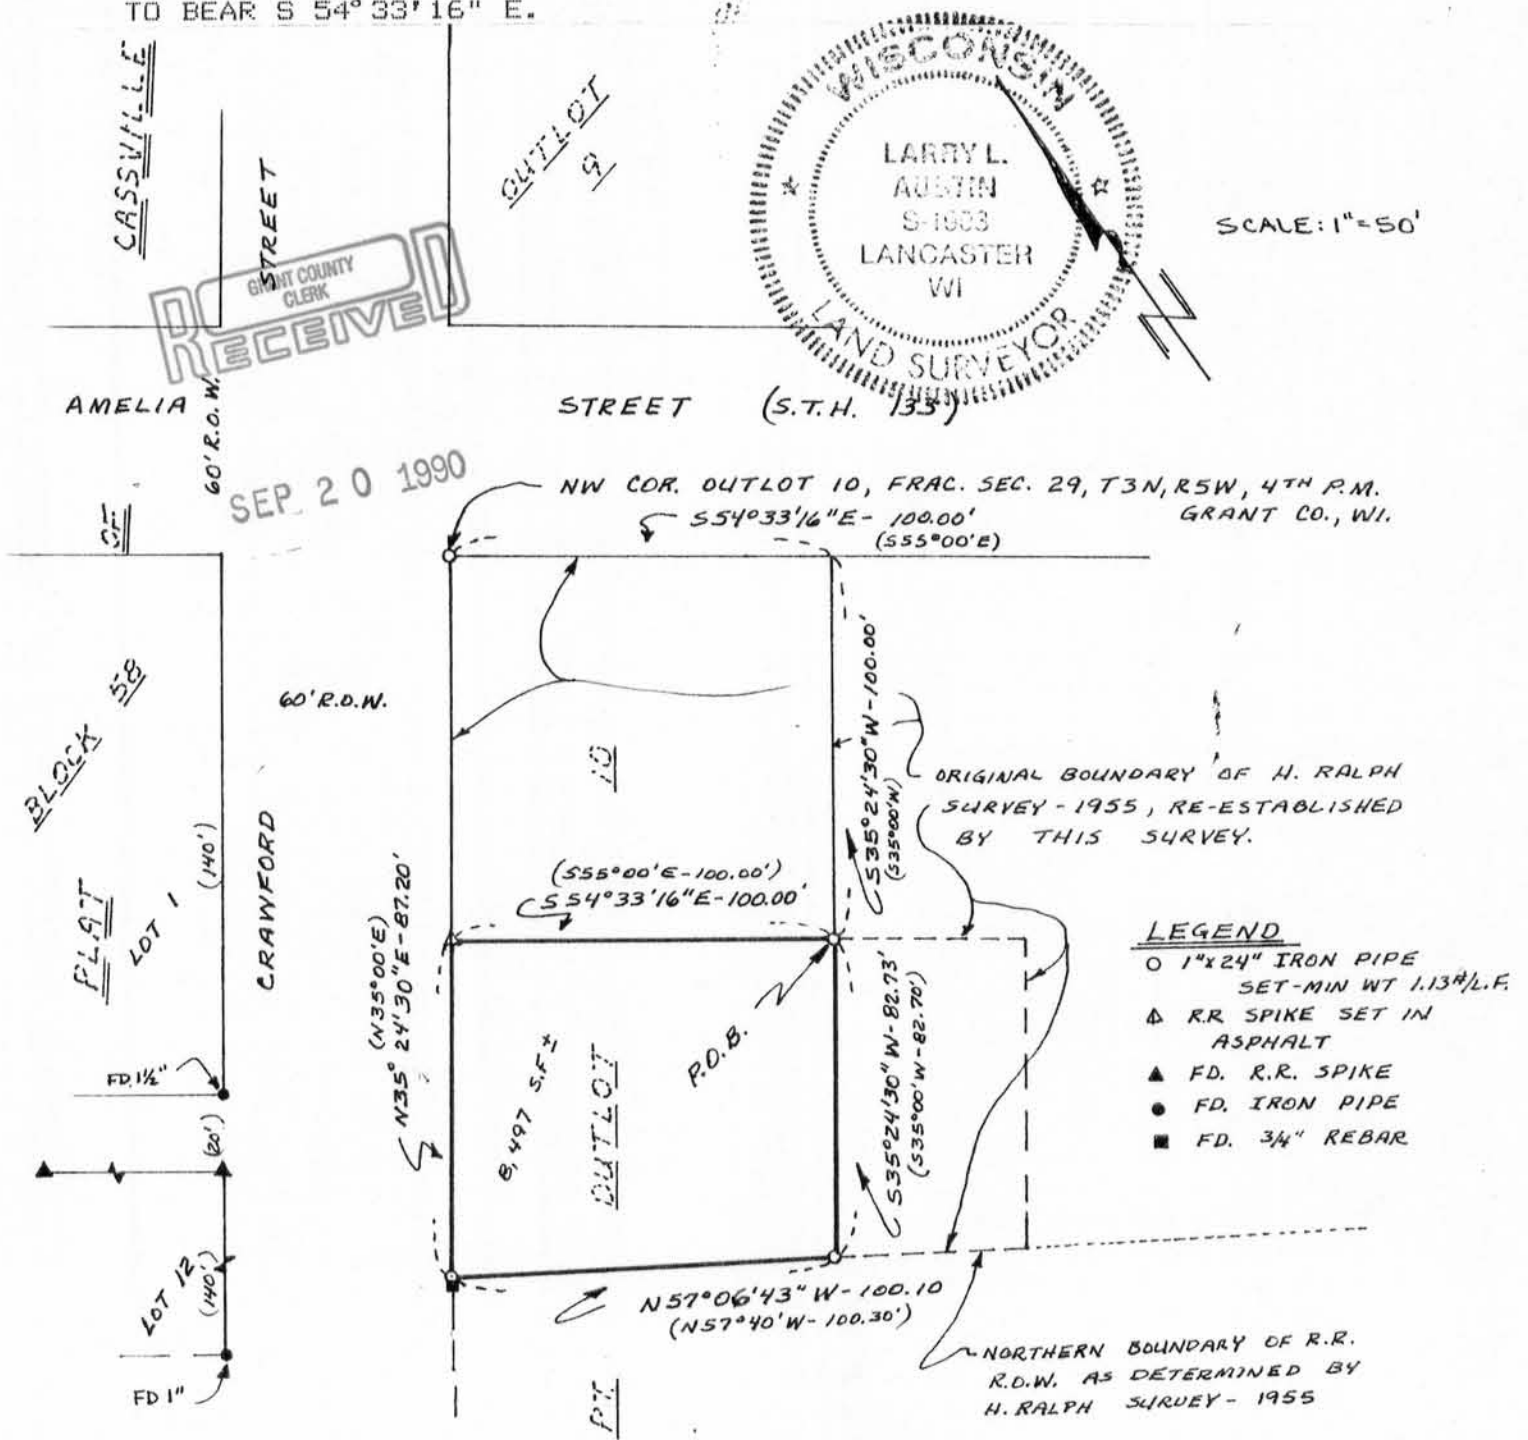 TO BEAR S 54° 33' 16" E.
CASSVILLE
STREET
OUTLOT
9
WISCONSIN
LARRY L.
AUSTIN
LANCASTER
WI
LAND SURVEYOR
SCALE: 1"=50'
GRANT COUNTY
CLERK
RECEIVED
AMELIA
STREET (S.T.H. 133)
60' R.O.W.
SEP 20 1990
OF
NW COR. OUTLOT 10, FRAC. SEC. 29, T3N, R5W, 4TH P.M.
GRANT CO., WI.
S54°33'16"E - 100.00'
(S55°00'E)
BLOCK 58
60' R.O.W.
10
S35°24'30"W - 100.00'
(S35°00'W)
ORIGINAL BOUNDARY OF H. RALPH
SURVEY - 1955, RE-ESTABLISHED
BY THIS SURVEY.
PLAT
LOT 1
(140')
CRAWFORD
(S55°00'E-100.00')
S54°33'16"E-100.00'
(N35°00'E)
N35°24'30"E-87.20'
8,497 S.F.±
OUTLOT
P.O.B.
S35°24'30"W-82.73'
(S35°00'W-82.70')
LEGEND
1"x24" IRON PIPE
SET-MIN WT 1.13#/L.F.
R.R SPIKE SET IN
ASPHALT
FD. R.R. SPIKE
FD. IRON PIPE
FD. 3/4" REBAR
FD. 1½"
(20')
LOT 12
(140')
FD 1"
N57°06'43"W-100.10
(N57°40'W-100.30')
PT.
NORTHERN BOUNDARY OF R.R.
R.O.W. AS DETERMINED BY
H. RALPH SURVEY - 1955